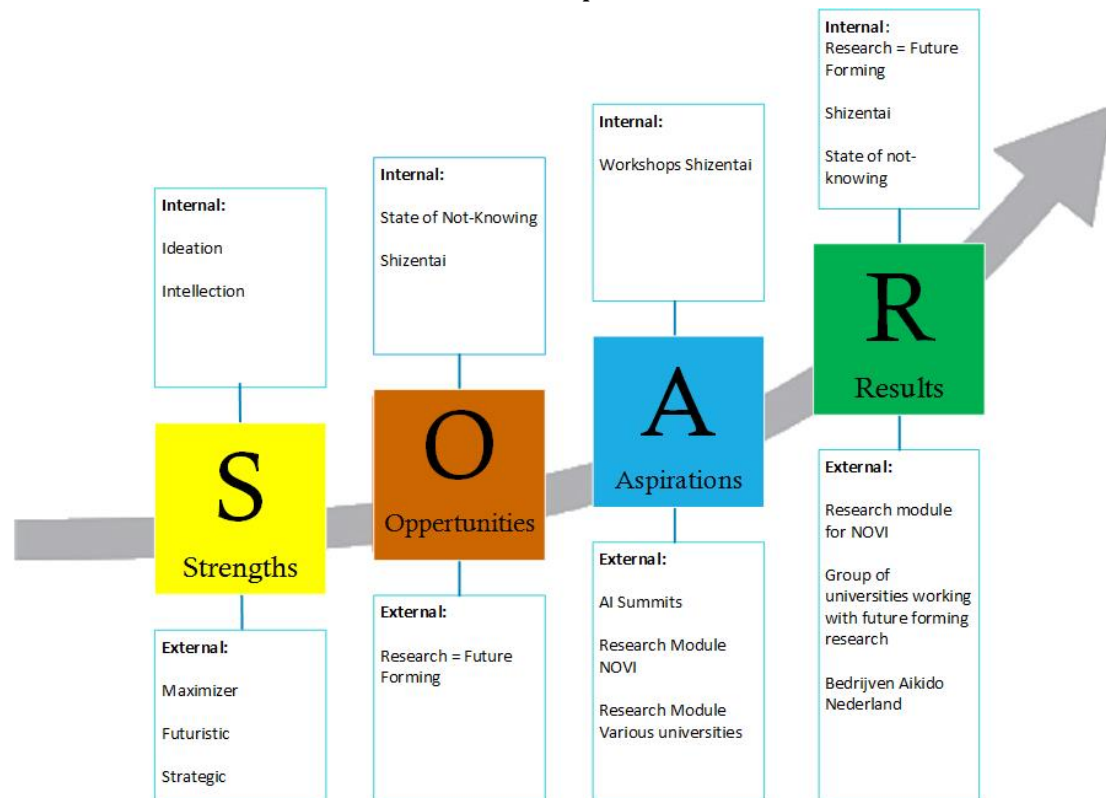 Internal:
Ideation
Intellection
S
Strengths
External:
Maximizer
Futuristic
Strategic
Internal:
State of Not-Knowing
Shizentai
O
Oppertunities
External:
Research = Future
Forming
Internal:
Workshops Shizentai
A
Aspirations
External:
AI Summits
Research Module
NOVI
Research Module
Various universities
Internal:
Research = Future
Forming
Shizentai
State of not-
knowing
R
Results
External:
Research module
for NOVI
Group of
universities working
with future forming
research
Bedrijven Aikido
Nederland